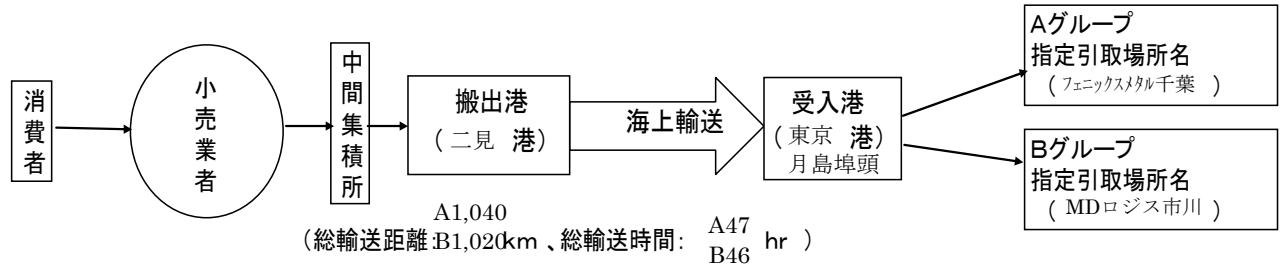 消費者
小売業者
中間集積所
搬出港
(二見 港)
海上輸送
受入港
(東京 港)
月島埠頭
Aグループ
指定引取場所名
(フェニックスメタル千葉)
Bグループ
指定引取場所名
(MDロジス市川)
A1,040
(総輸送距離:B1,020km、総輸送時間: A47 hr)
B46